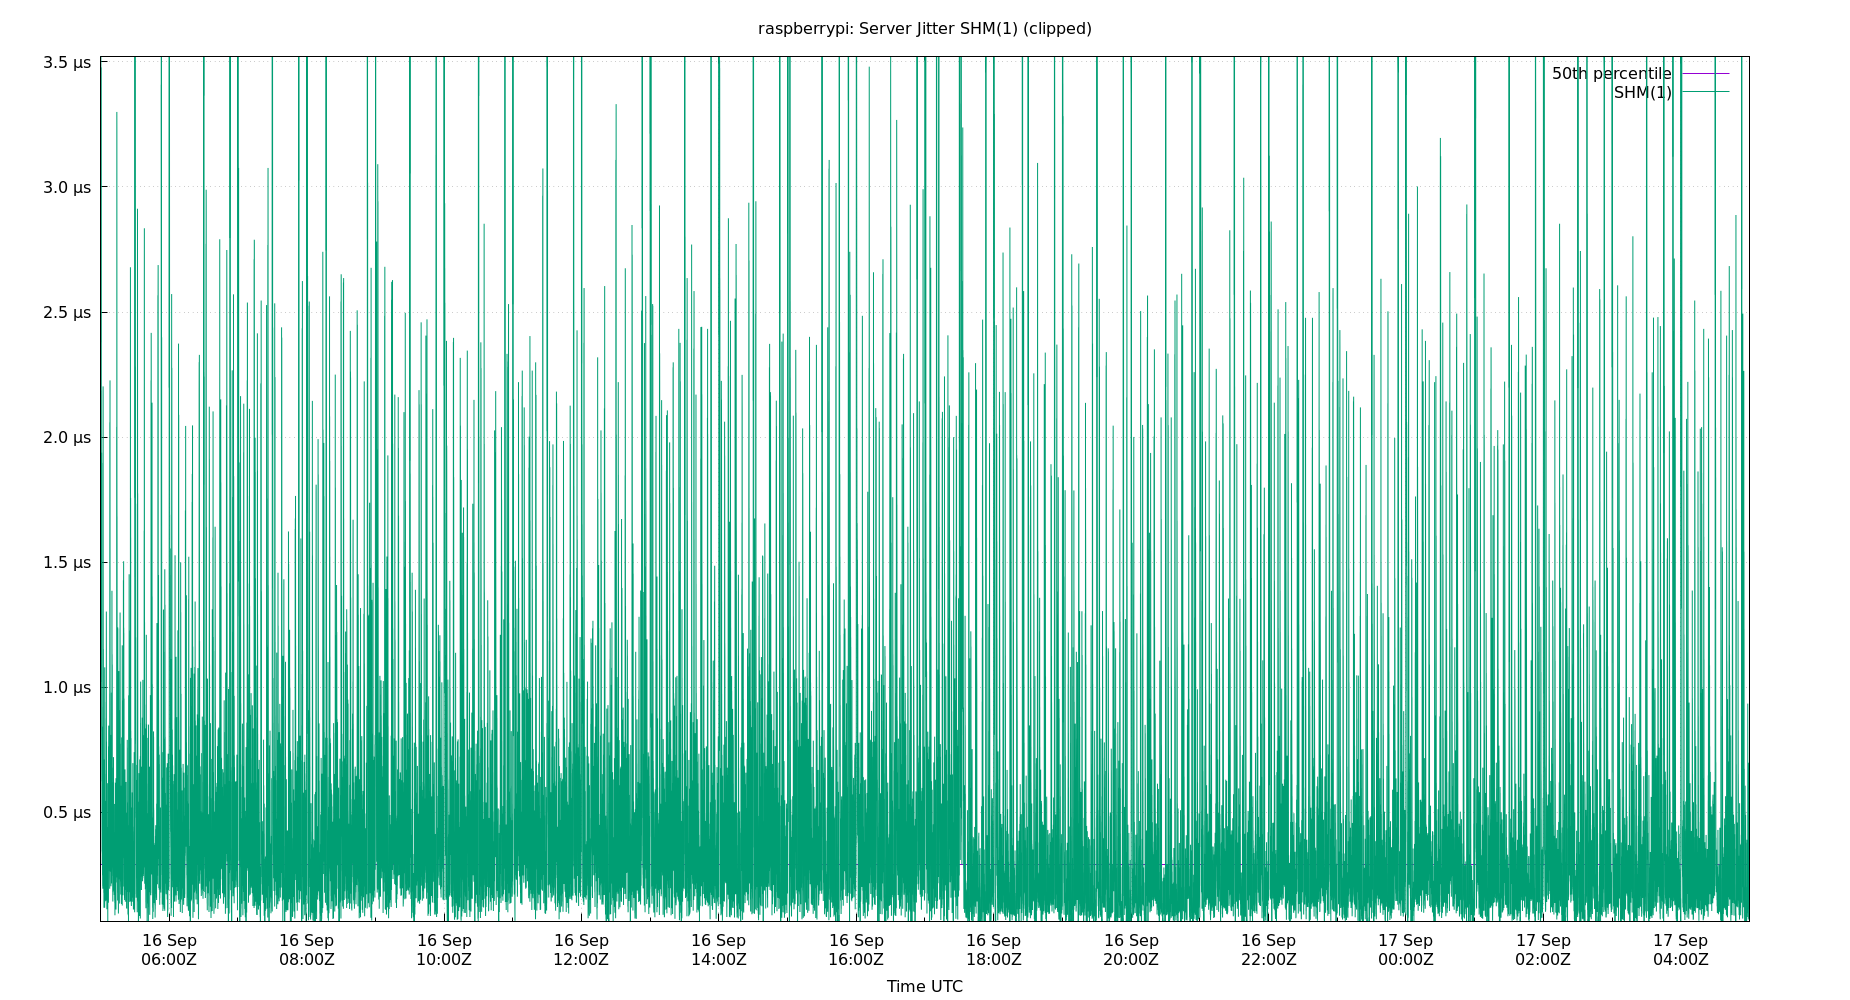 raspberrypi: Server Jitter SHM(1) (clipped)
3.5 µs
50th percentile
SHM(1)
3.0 µs
2.5 µs
2.0 µs
1.5 µs
1.0 µs
0.5 µs
16 Sep 16 Sep 16 Sep 16 Sep 16 Sep 16 Sep 16 Sep 16 Sep 16 Sep 17 Sep 17 Sep 17 Sep
06:00Z 08:00Z 10:00Z 12:00Z 14:00Z 16:00Z 18:00Z 20:00Z 22:00Z 00:00Z 02:00Z 04:00Z
Time UTC